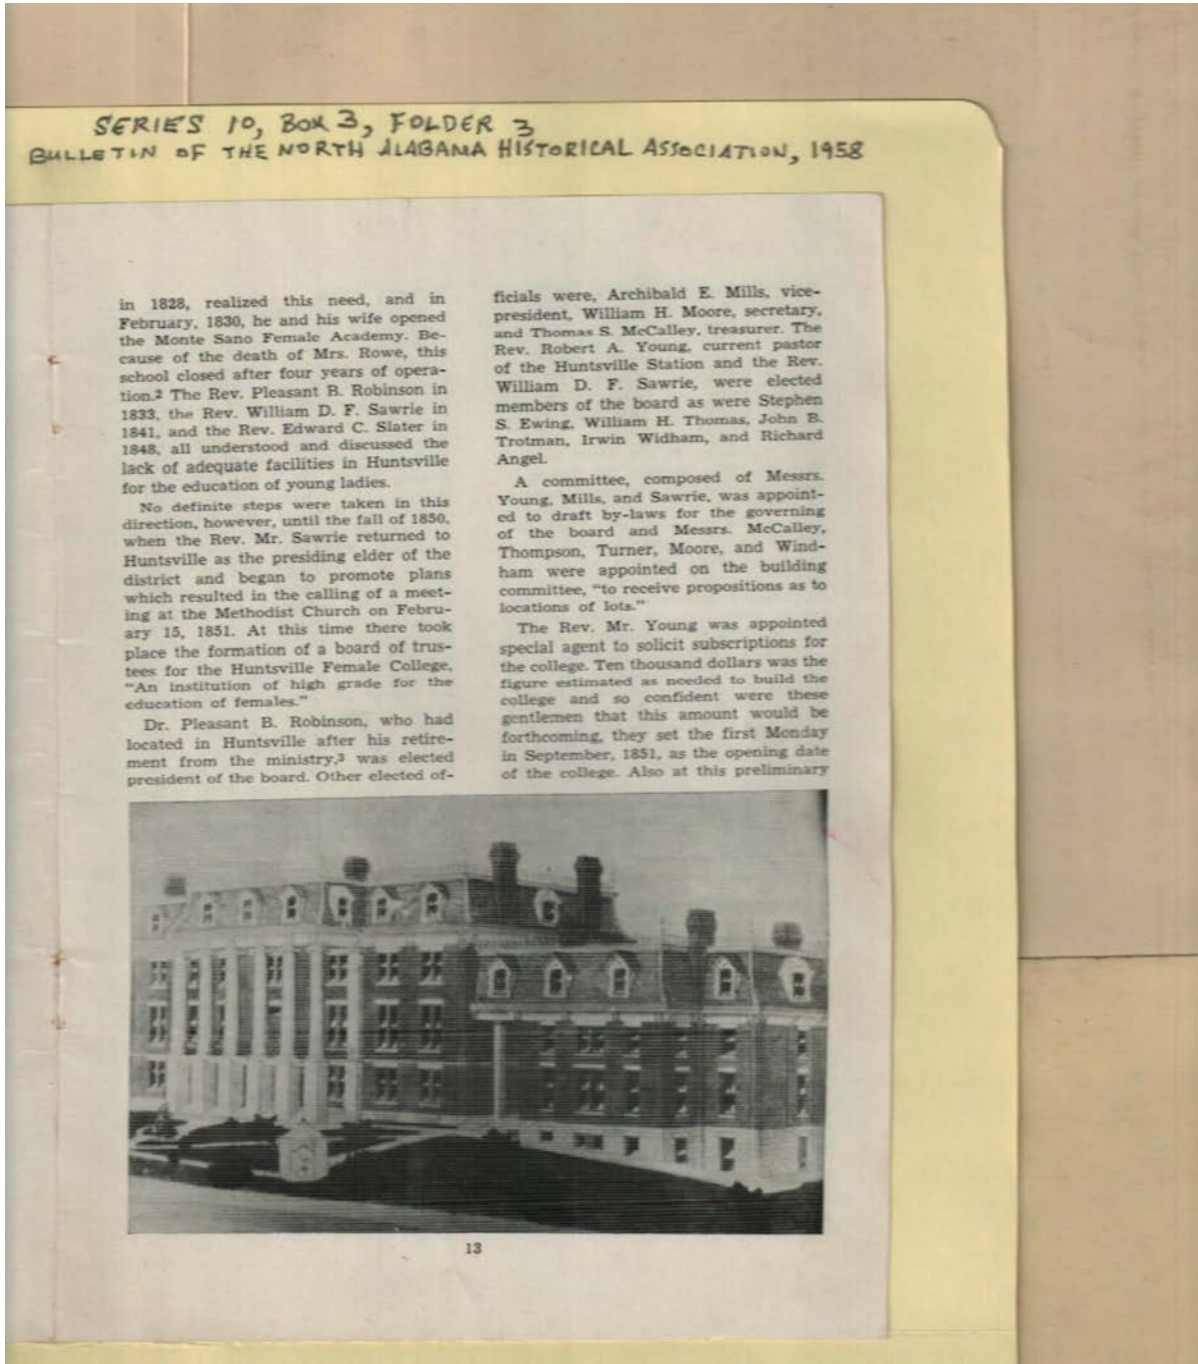 SERIES 10, BOX 3, FOLDER 3
BULLETIN OF THE NORTH ALABAMA HISTORICAL ASSOCIATION, 1958
in 1828, realized this need, and in
February, 1830, he and his wife opened
the Monte Sano Female Academy. Be-
cause of the death of Mrs. Rowe, this
school closed after four years of opera-
tion.² The Rev. Pleasant B. Robinson in
1833, the Rev. William D. F. Sawrie in
1841, and the Rev. Edward C. Slater in
1848, all understood and discussed the
lack of adequate facilities in Huntsville
for the education of young ladies.
No definite steps were taken in this
direction, however, until the fall of 1850,
when the Rev. Mr. Sawrie returned to
Huntsville as the presiding elder of the
district and began to promote plans
which resulted in the calling of a meet-
ing at the Methodist Church on Febru-
ary 15, 1851. At this time there took
place the formation of a board of trus-
tees for the Huntsville Female College,
"An institution of high grade for the
education of females."
Dr. Pleasant B. Robinson, who had
located in Huntsville after his retire-
ment from the ministry,³ was elected
president of the board. Other elected of-
ficials were, Archibald E. Mills, vice-
president, William H. Moore, secretary,
and Thomas S. McCalley, treasurer. The
Rev. Robert A. Young, current pastor
of the Huntsville Station and the Rev.
William D. F. Sawrie, were elected
members of the board as were Stephen
S. Ewing, William H. Thomas, John B.
Trotman, Irwin Widham, and Richard
Angel.
A committee, composed of Messrs.
Young, Mills, and Sawrie, was appoint-
ed to draft by-laws for the governing
of the board and Messrs. McCalley,
Thompson, Turner, Moore, and Wind-
ham were appointed on the building
committee, "to receive propositions as to
locations of lots."
The Rev. Mr. Young was appointed
special agent to solicit subscriptions for
the college. Ten thousand dollars was the
figure estimated as needed to build the
college and so confident were these
gentlemen that this amount would be
forthcoming, they set the first Monday
in September, 1851, as the opening date
of the college. Also at this preliminary
13